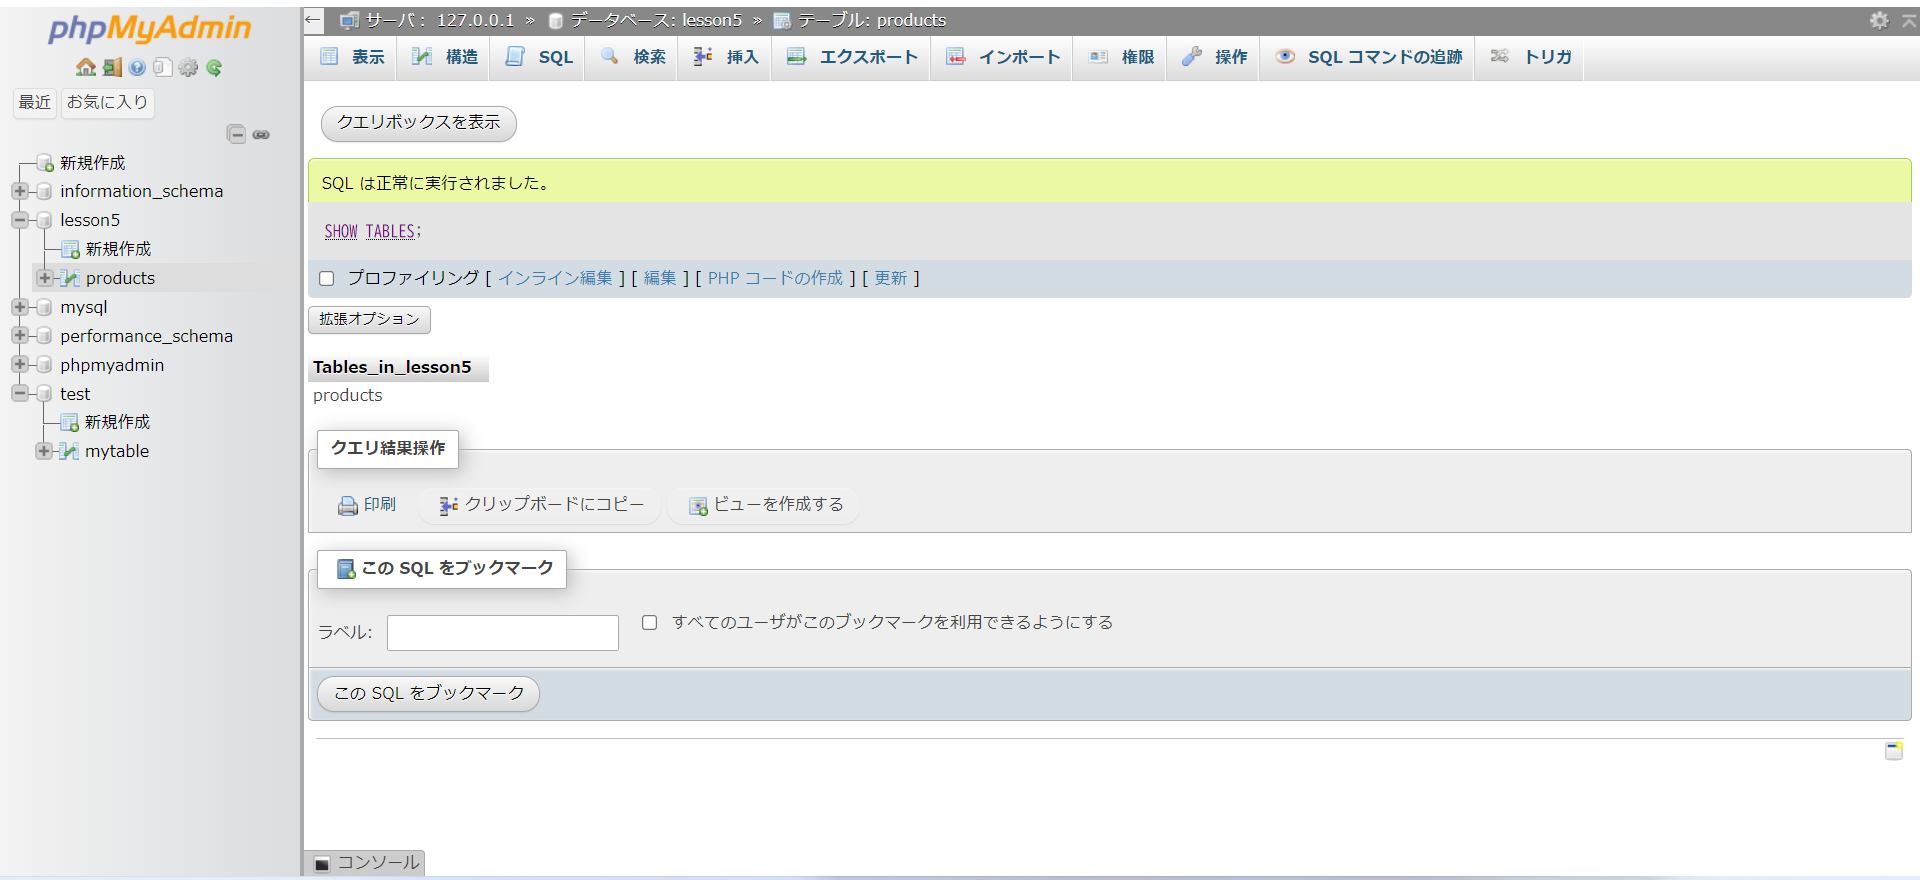 phpMyAdmin
最近 お気に入り
新規作成
information_schema
lesson5
新規作成
products
mysql
performance_schema
phpmyadmin
test
新規作成
mytable
← サーバ： 127.0.0.1 » データベース: lesson5 » テーブル: products
表示 構造 SQL 検索 挿入 エクスポート インポート 権限 操作 SQL コマンドの追跡 トリガ
クエリボックスを表示
SQL は正常に実行されました。
SHOW TABLES;
プロファイリング [ インライン編集 ] [ 編集 ] [ PHP コードの作成 ] [ 更新 ]
拡張オプション
Tables_in_lesson5
products
クエリ結果操作
印刷 クリップボードにコピー ビューを作成する
この SQL をブックマーク
ラベル: すべてのユーザがこのブックマークを利用できるようにする
この SQL をブックマーク
コンソール